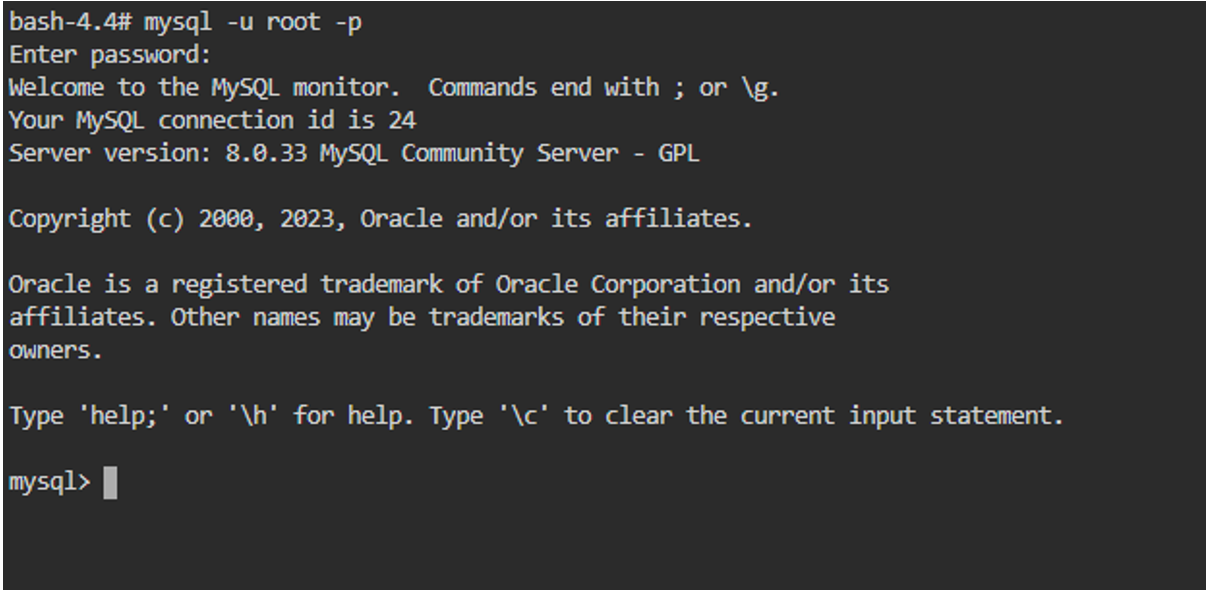 bash-4.4# mysql -u root -p
Enter password:
Welcome to the MySQL monitor.  Commands end with ; or \g.
Your MySQL connection id is 24
Server version: 8.0.33 MySQL Community Server - GPL
Copyright (c) 2000, 2023, Oracle and/or its affiliates.
Oracle is a registered trademark of Oracle Corporation and/or its
affiliates. Other names may be trademarks of their respective
owners.
Type 'help;' or '\h' for help. Type '\c' to clear the current input statement.
mysql>